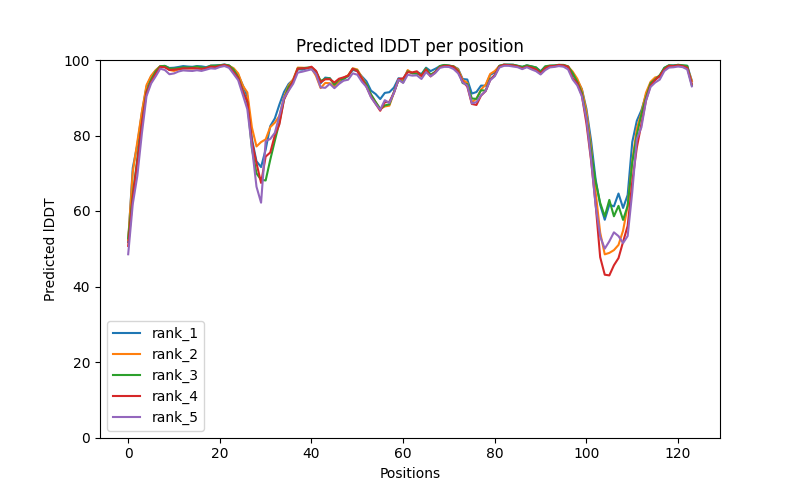 Predicted lDDT per position
Predicted lDDT
100
80
60
40
20
0
rank_1
rank_2
rank_3
rank_4
rank_5
0 20 40 60 80 100 120
Positions